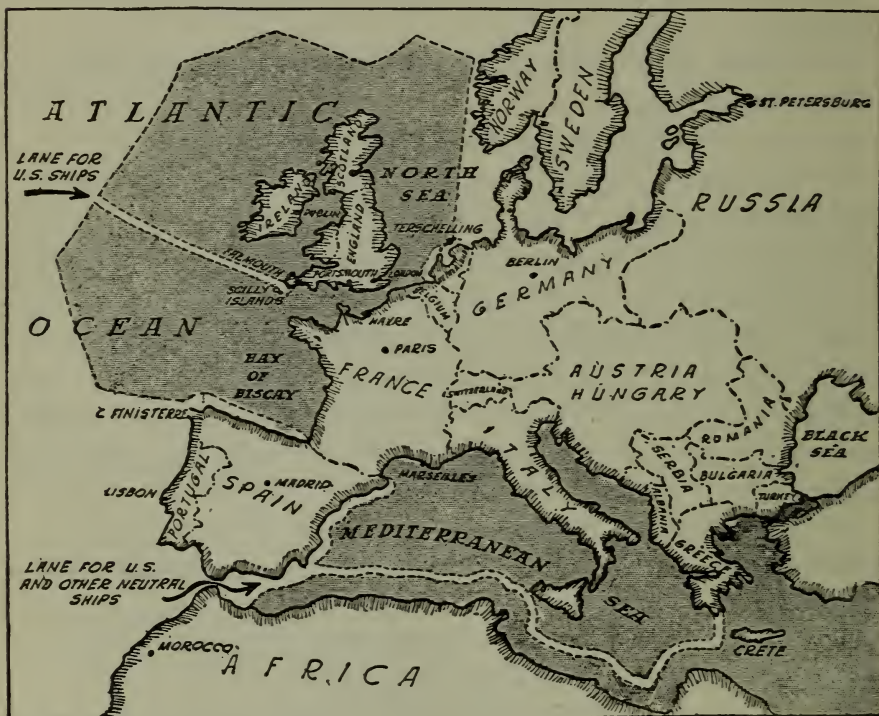 ATLANTIC
OCEAN
LANE FOR
U.S. SHIPS
NORWAY
SWEDEN
ST. PETERSBURG
SCOTLAND
NORTH
SEA
IRELAND
DUBLIN
ENGLAND
TERSCHELLING
RUSSIA
FALMOUTH
PORTSMOUTH
LONDON
SCILLY
ISLANDS
BELGIUM
BERLIN
GERMANY
HAVRE
PARIS
FRANCE
BAY
OF
BISCAY
SWITZERLAND
AUSTRIA
HUNGARY
ROMANIA
BLACK
SEA
C FINISTERRE
ITALY
SERBIA
BULGARIA
TURKEY
ALBANIA
GREECE
MARSEILLES
MADRID
SPAIN
LISBON
PORTUGAL
MEDITERRANEAN
SEA
LANE FOR U.S.
AND OTHER NEUTRAL
SHIPS
CRETE
MOROCCO
AFRICA